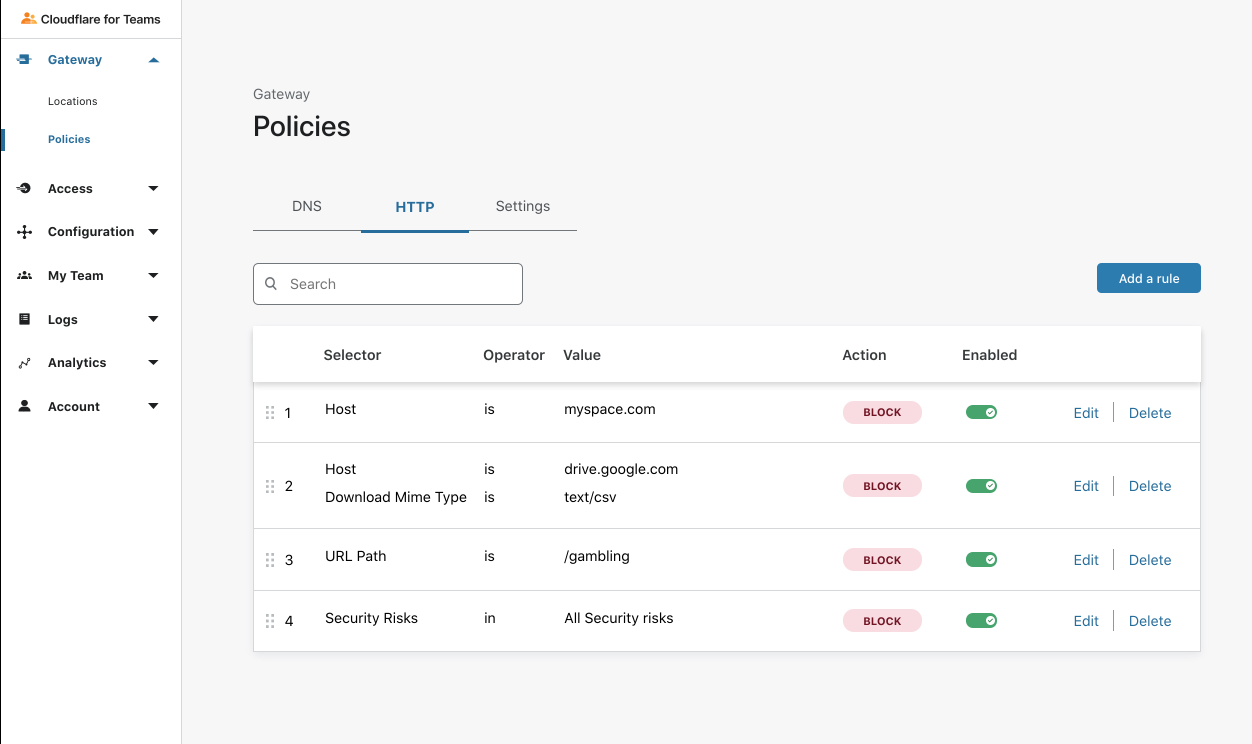 Cloudflare for Teams
Gateway
Locations
Policies
Access
Configuration
My Team
Logs
Analytics
Account
Gateway
Policies
DNS HTTP Settings
Search
Add a rule
Selector Operator Value Action Enabled
1 Host is myspace.com BLOCK Edit Delete
2 Host is drive.google.com BLOCK Edit Delete
Download Mime Type is text/csv
3 URL Path is /gambling BLOCK Edit Delete
4 Security Risks in All Security risks BLOCK Edit Delete